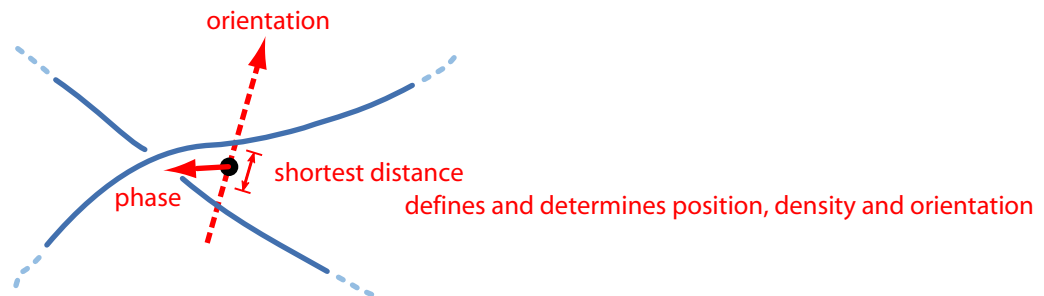 orientation
shortest distance
phase
defines and determines position, density and orientation